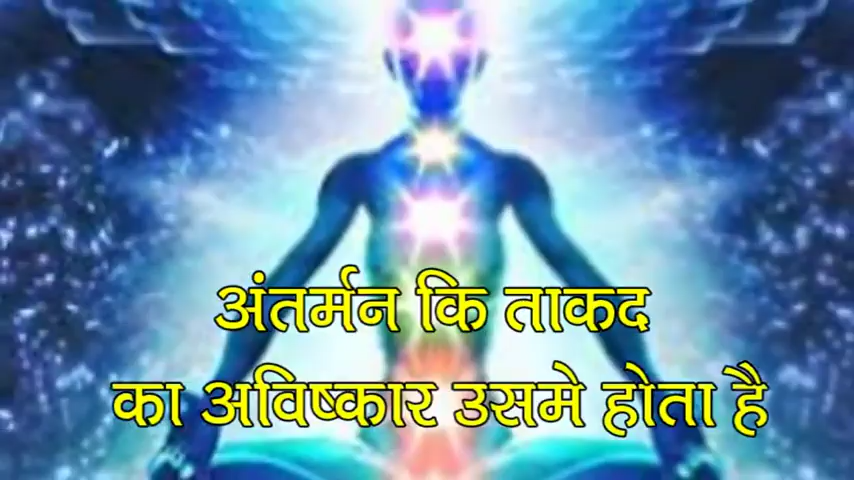 अंतर्मन कि ताकद
का अविष्कार उसमे होता है